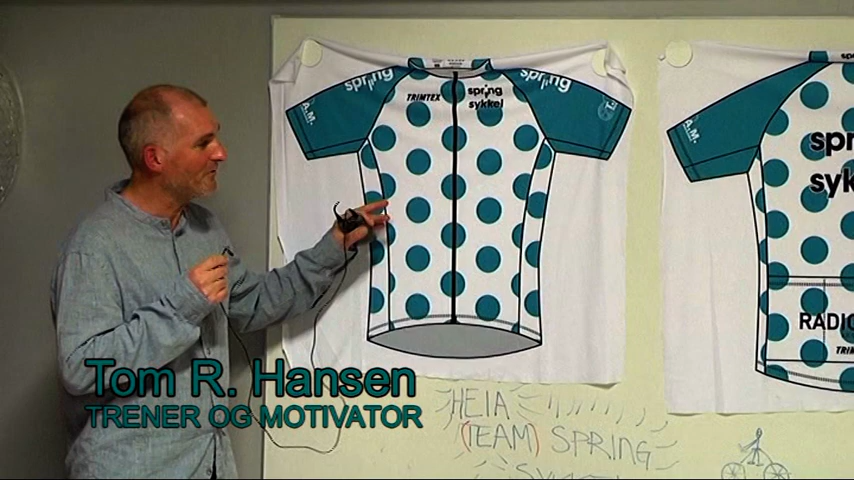 spring
spring
TRIMTEX
spring
sykkel
A.M.
A.M.
spr
syk
RADIO
TRIM
Tom R. Hansen
TRENER OG MOTIVATOR
HEIA
(TEAM) SPRING